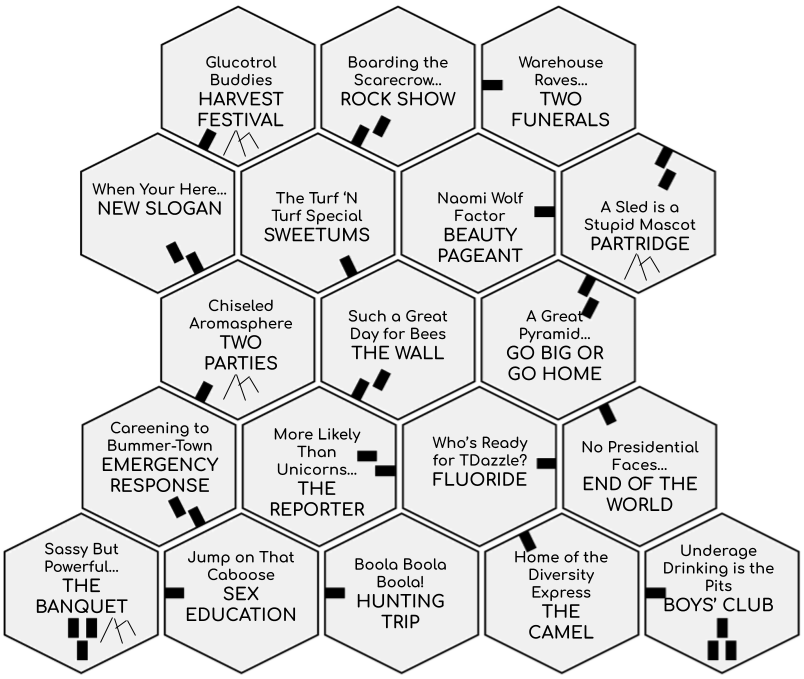 Glucotrol
Buddies
HARVEST
FESTIVAL
Boarding the
Scarecrow...
ROCK SHOW
Warehouse
Raves...
TWO
FUNERALS
When Your Here...
NEW SLOGAN
The Turf 'N
Turf Special
SWEETUMS
Naomi Wolf
Factor
BEAUTY
PAGEANT
A Sled is a
Stupid Mascot
PARTRIDGE
Chiseled
Aromasphere
TWO
PARTIES
Such a Great
Day for Bees
THE WALL
A Great
Pyramid...
GO BIG OR
GO HOME
Careening to
Bummer-Town
EMERGENCY
RESPONSE
More Likely
Than
Unicorns...
THE
REPORTER
Who's Ready
for TDazzle?
FLUORIDE
No Presidential
Faces...
END OF THE
WORLD
Sassy But
Powerful...
THE
BANQUET
Jump on That
Caboose
SEX
EDUCATION
Boola Boola
Boola!
HUNTING
TRIP
Home of the
Diversity
Express
THE
CAMEL
Underage
Drinking is the
Pits
BOYS' CLUB